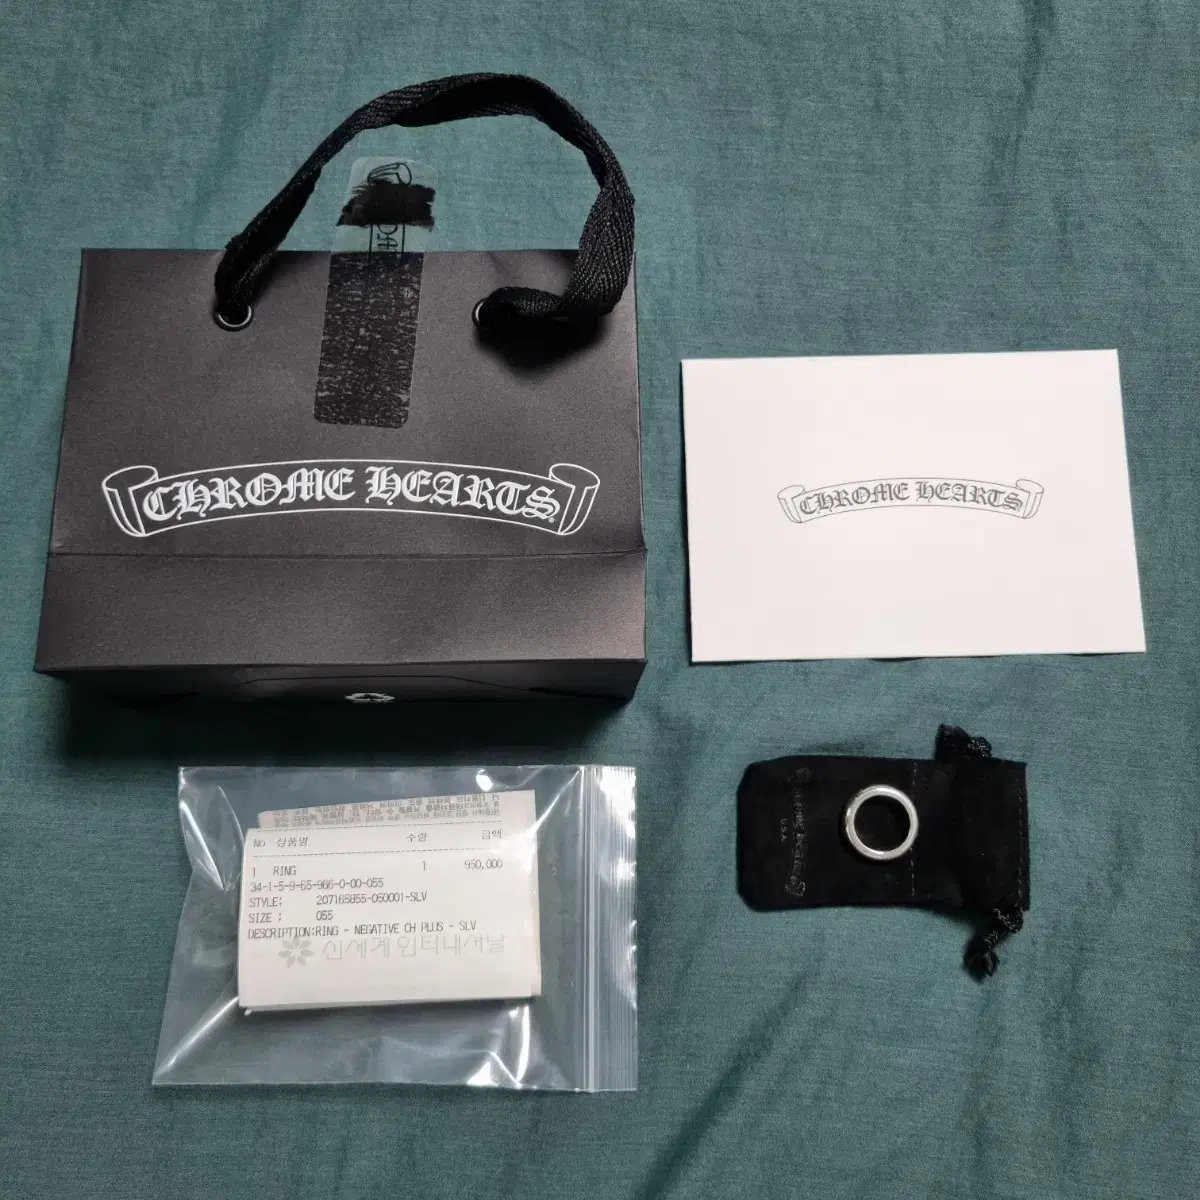 CHROME HEARTS
CHROME HEARTS
No 상품명 수량 금액
1 RING 1 950,000
34-1-5-9-65-966-0-00-055
STYLE: 207165855-050001-SLV
SIZE : 055
DESCRIPTION:RING - NEGATIVE CH PLUS - SLV
신세계인터내셔날
CHROME HEARTS
U.S.A.